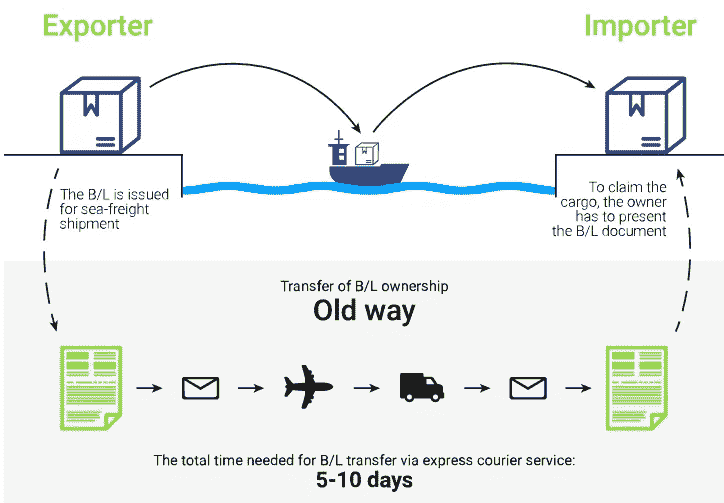 Exporter
Importer
The B/L is issued
for sea-freight
shipment
To claim the
cargo, the owner
has to present
the B/L document
Transfer of B/L ownership
Old way
The total time needed for B/L transfer via express courier service:
5-10 days